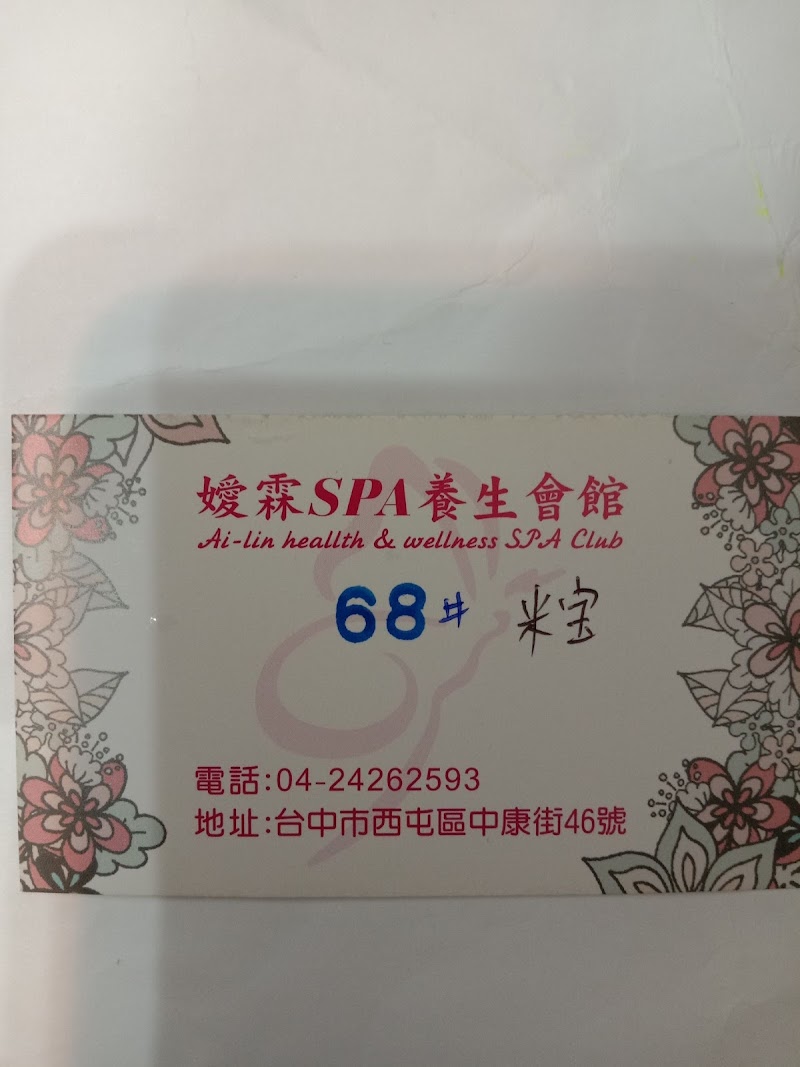 嬡霖SPA養生會館
Ai-lin heallth & wellness SPA Club
68# 米宝
電話:04-24262593
地址:台中市西屯區中康街46號